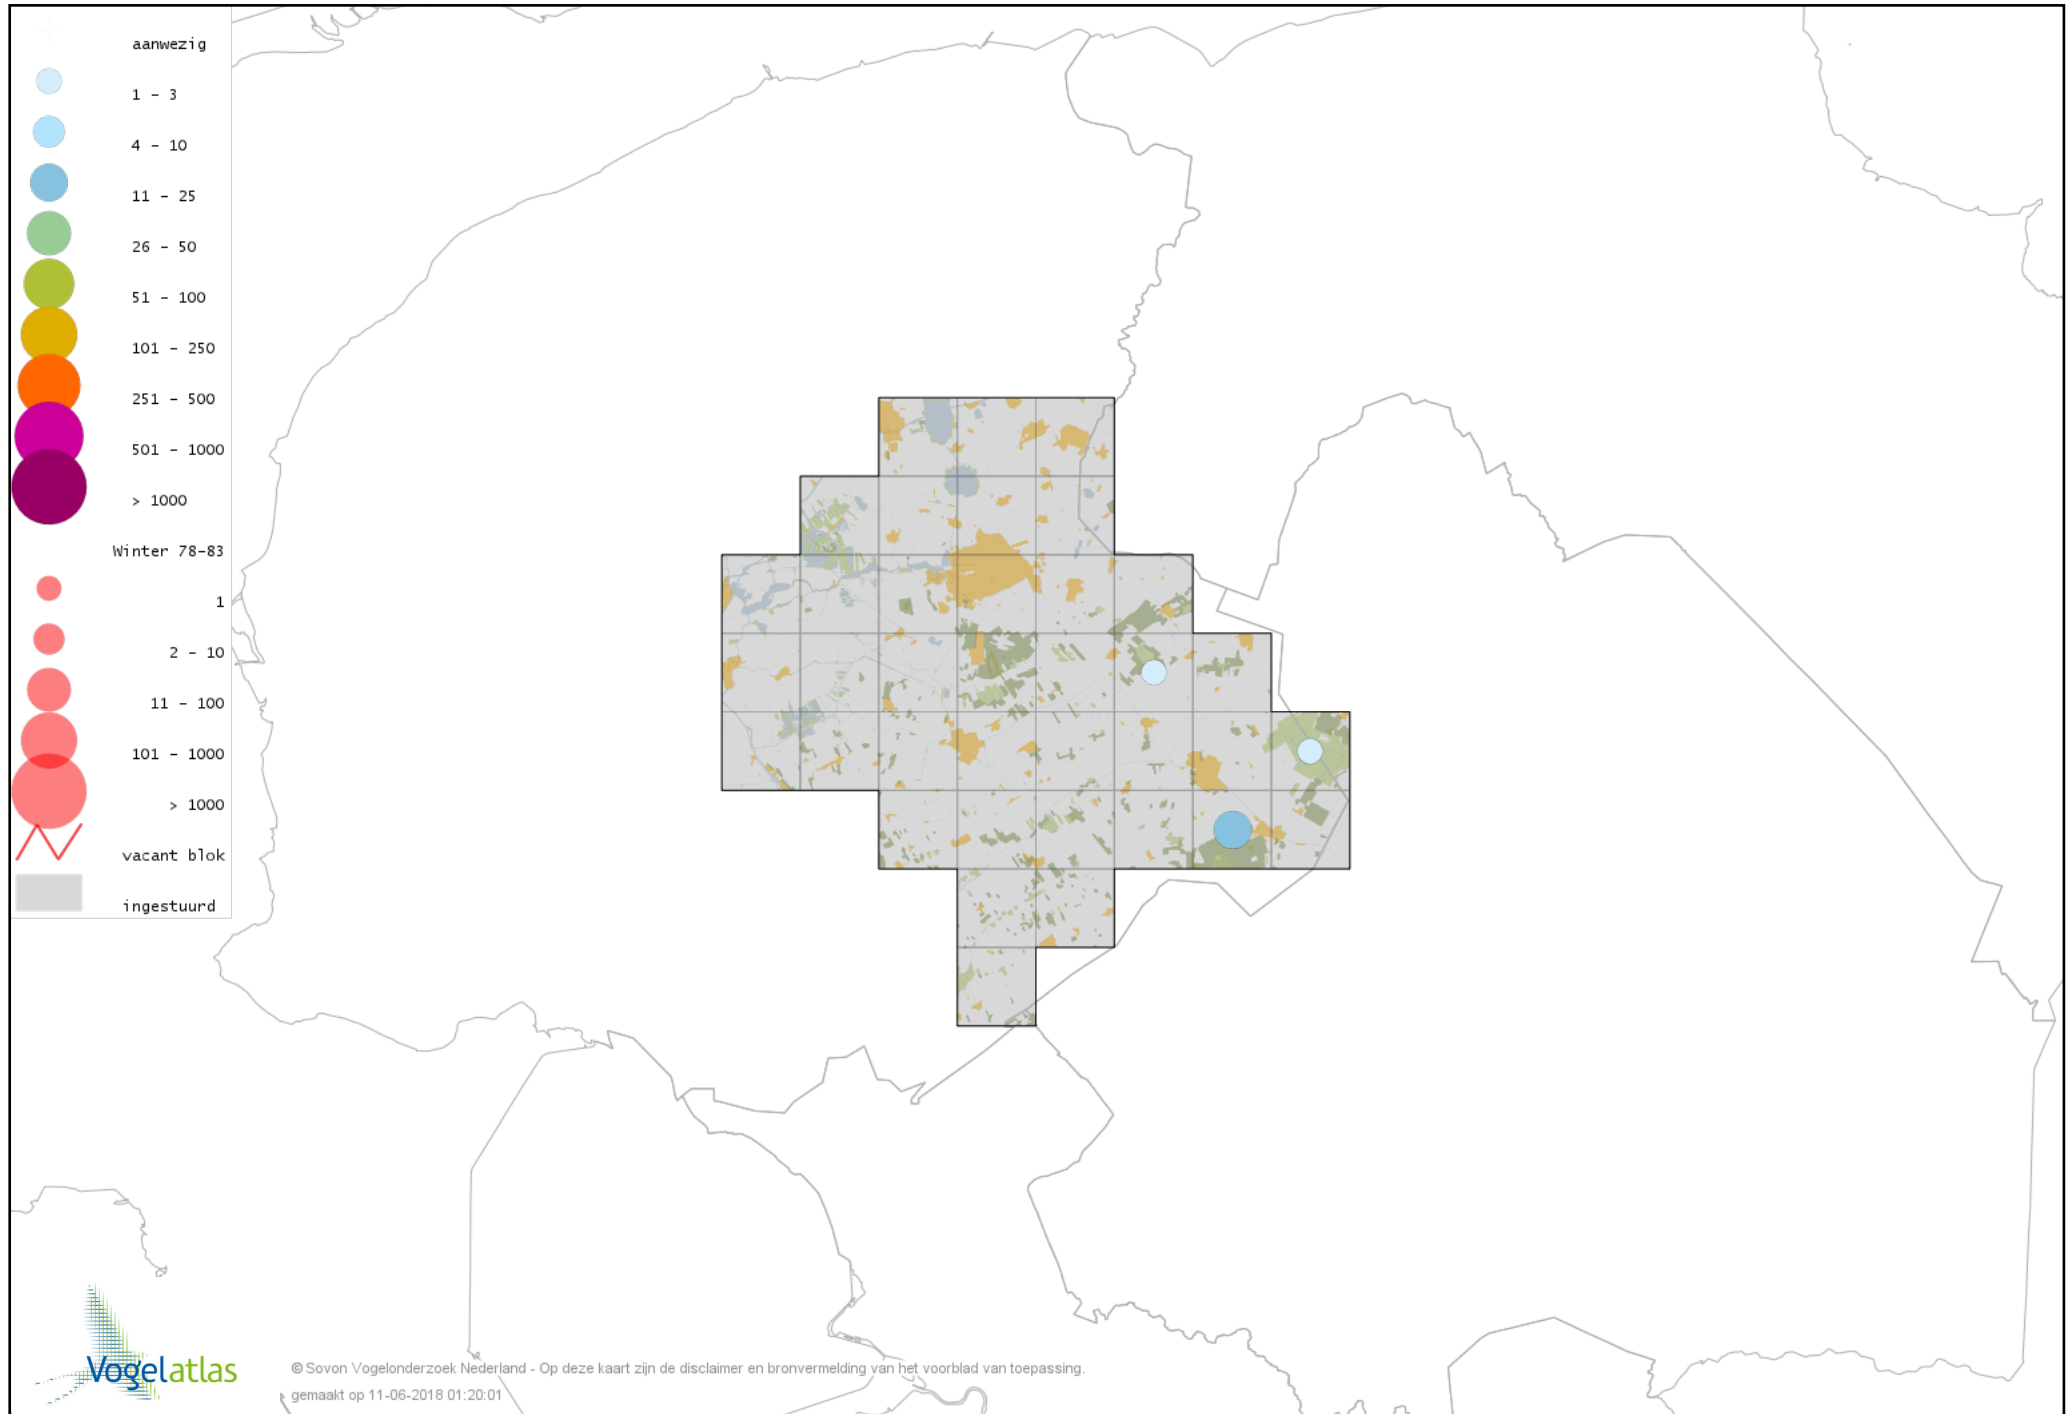 aanwezig
1 - 3
4 - 10
11 - 25
26 - 50
51 - 100
101 - 250
251 - 500
501 - 1000
> 1000
Winter 78-83
1
2 - 10
11 - 100
101 - 1000
> 1000
vacant blok
ingestuurd
Vogelatlas
© Sovon Vogelonderzoek Nederland - Op deze kaart zijn de disclaimer en bronvermelding van het voorblad van toepassing.
gemaakt op 11-06-2018 01:20:01